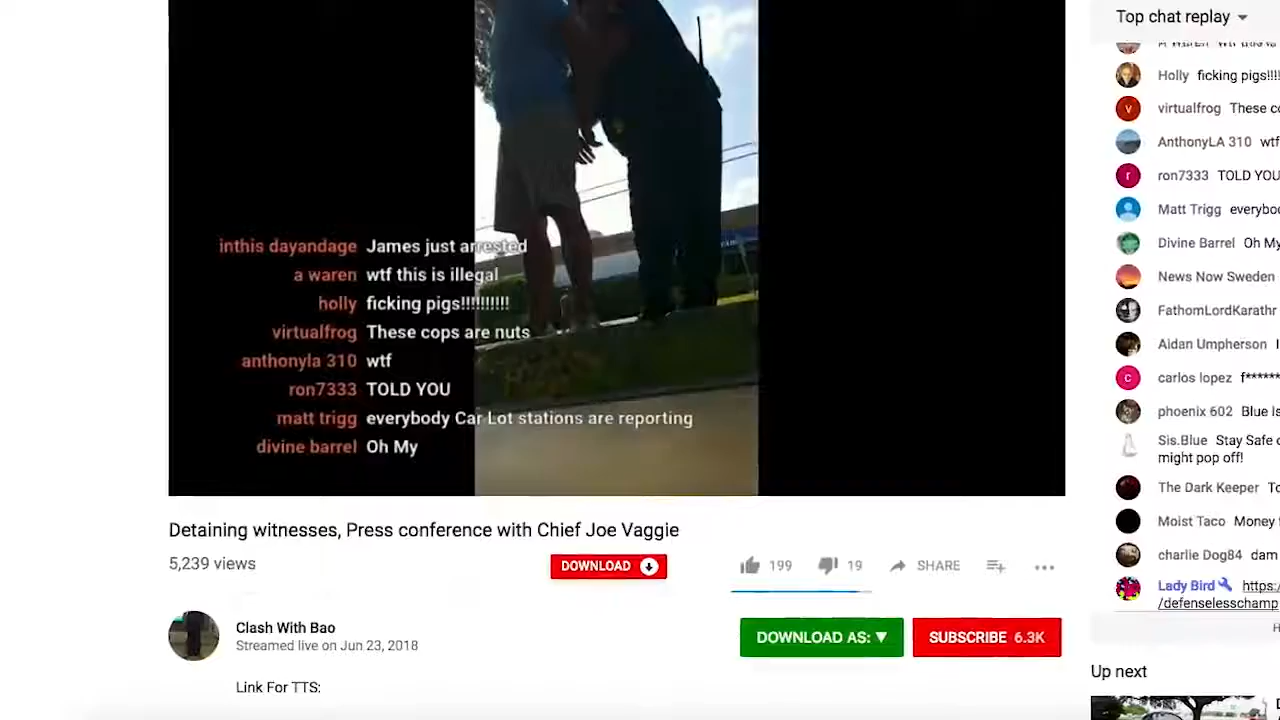 Top chat replay
Holly ficking pigs!!!!
V virtualfrog These co
AnthonyLA 310 wtf
r ron7333 TOLD YOU
Matt Trigg everyboo
Divine Barrel Oh My
News Now Sweden
FathomLordKarathr
Aidan Umpherson I
c carlos lopez f******
phoenix 602 Blue is
Sis.Blue Stay Safe
might pop off!
The Dark Keeper To
Moist Taco Money
charlie Dog84 dam
Lady Bird https:/
/defenselesschamp
H
inthis dayandage James just arrested
a waren wtf this is illegal
holly ficking pigs!!!!!!!!!!
virtualfrog These cops are nuts
anthonyla 310 wtf
ron7333 TOLD YOU
matt trigg everybody Car Lot stations are reporting
divine barrel Oh My
Detaining witnesses, Press conference with Chief Joe Vaggie
5,239 views
DOWNLOAD
199
19
SHARE
Clash With Bao
Streamed live on Jun 23, 2018
DOWNLOAD AS: ▼
SUBSCRIBE 6.3K
Link For TTS:
Up next